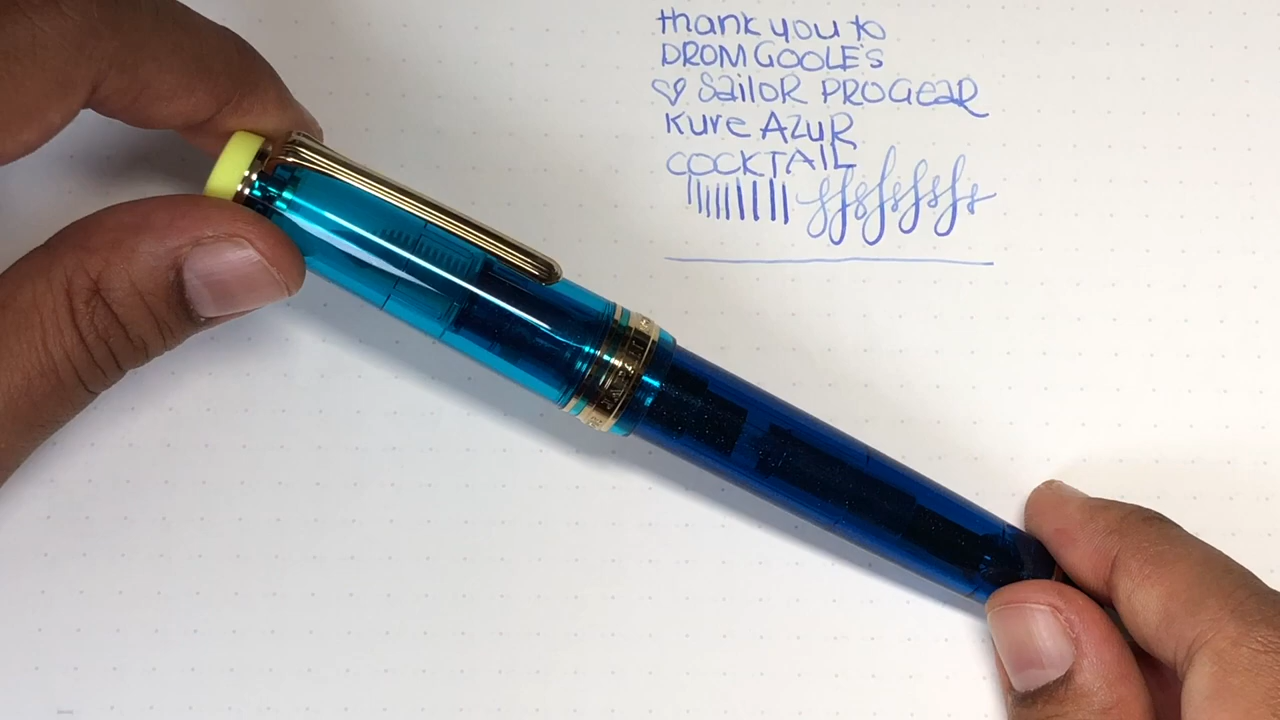 thank you to
DROMGOOLE'S
♡ SailoR PROGEaR
Kure AZuR
COCKTAIL